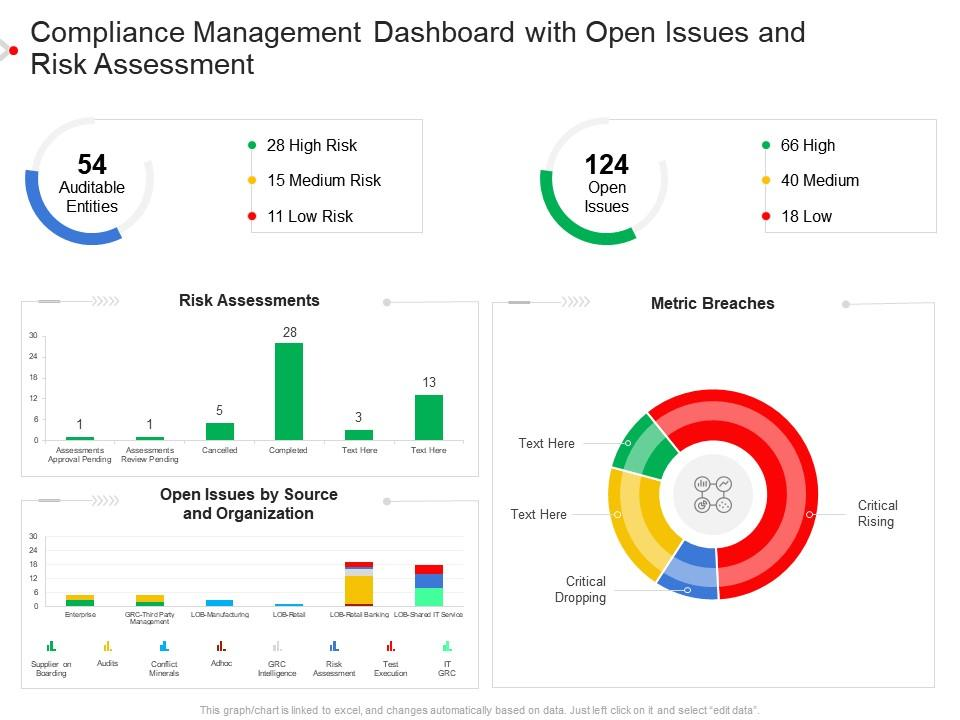 Compliance Management Dashboard with Open Issues and
Risk Assessment
54
Auditable
Entities
28 High Risk
15 Medium Risk
11 Low Risk
124
Open
Issues
66 High
40 Medium
18 Low
Risk Assessments
30
24
18
12
6
0
1
1
5
28
3
13
Assessments
Approval Pending
Assessments
Review Pending
Cancelled
Completed
Text Here
Text Here
Open Issues by Source
and Organization
30
24
18
12
6
0
Enterprise
GRC-Third Party
Management
LOB-Manufacturing
LOB-Retail
LOB-Retail Banking
LOB-Shared IT Service
Supplier on
Boarding
Audits
Conflict
Minerals
Adhoc
GRC
Intelligence
Risk
Assessment
Test
Execution
IT
GRC
Metric Breaches
Text Here
Text Here
Critical
Dropping
Critical
Rising
This graph/chart is linked to excel, and changes automatically based on data. Just left click on it and select “edit data”.